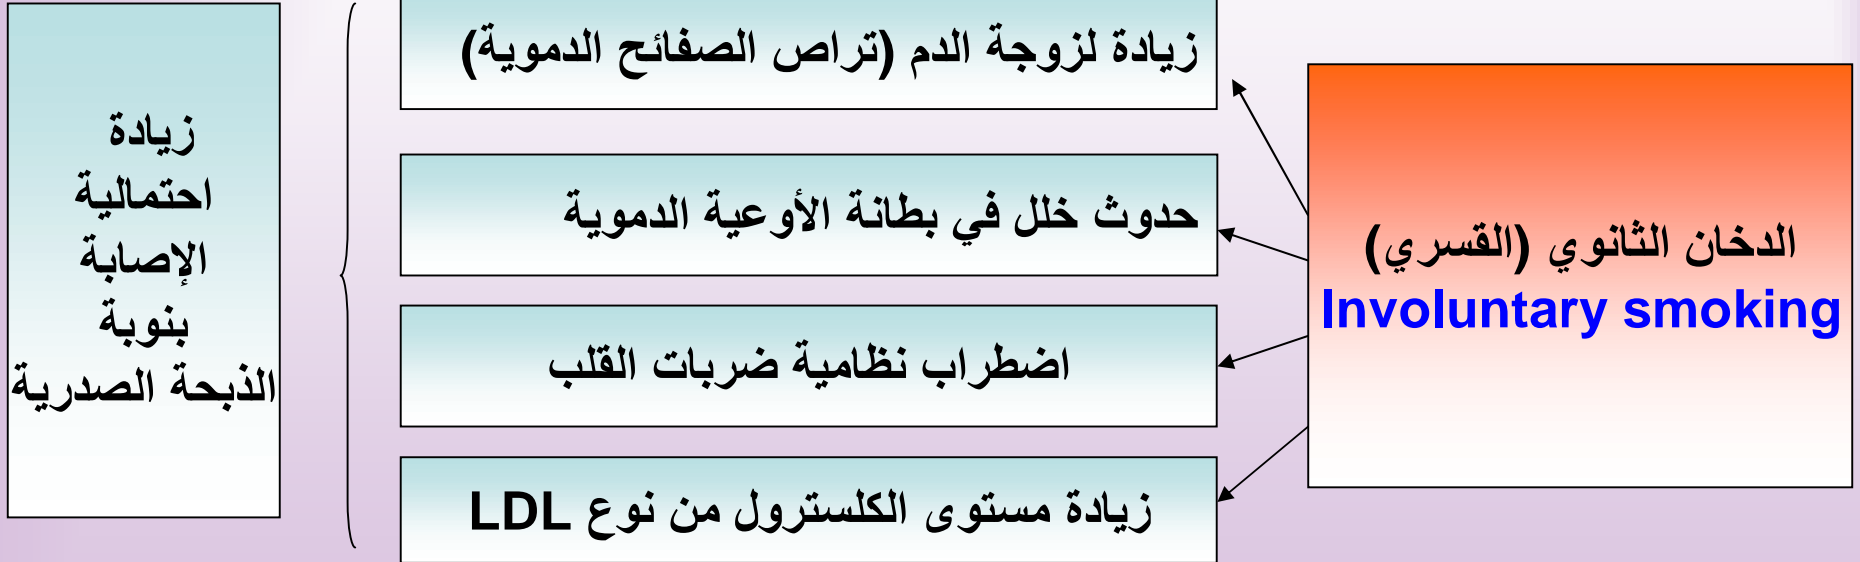 الدخان الثانوي (القسري)
Involuntary smoking
زيادة لزوجة الدم (تراص الصفائح الدموية)
حدوث خلل في بطانة الأوعية الدموية
اضطراب نظامية ضربات القلب
زيادة مستوى الكلسترول من نوع LDL
زيادة
احتمالية
الإصابة
بنوبة
الذبحة الصدرية